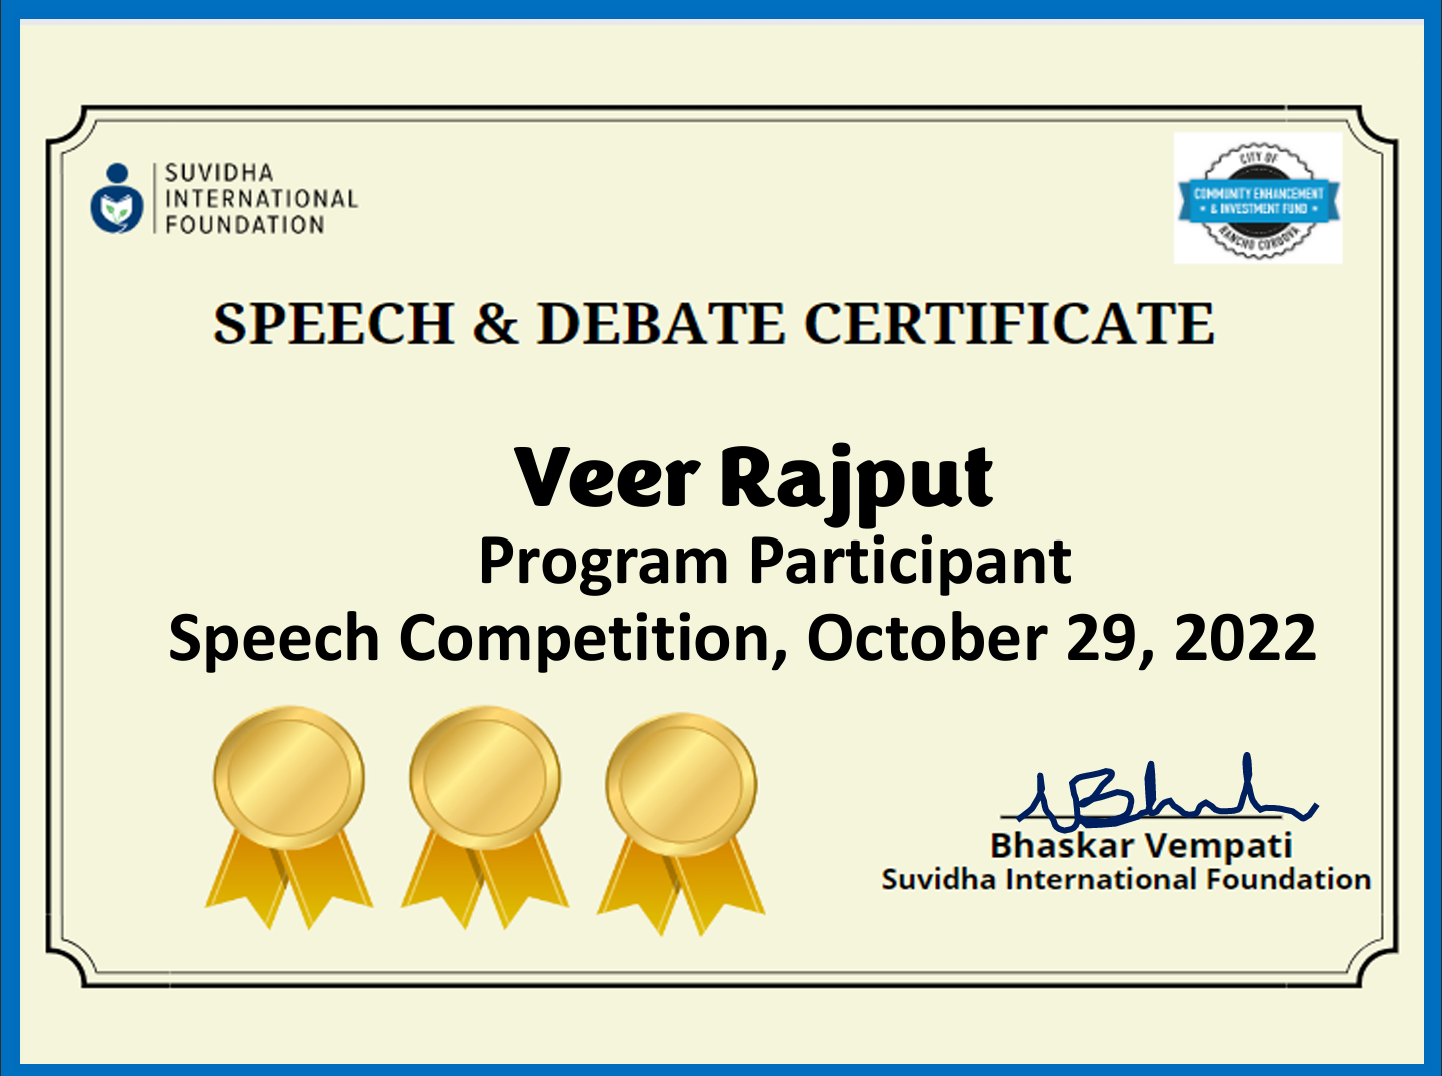 SUVIDHA
INTERNATIONAL
FOUNDATION
CITY OF
COMMUNITY ENHANCEMENT
& INVESTMENT FUND
RANCHO CORDOVA
SPEECH & DEBATE CERTIFICATE
Veer Rajput
Program Participant
Speech Competition, October 29, 2022
Bhaskar Vempati
Suvidha International Foundation